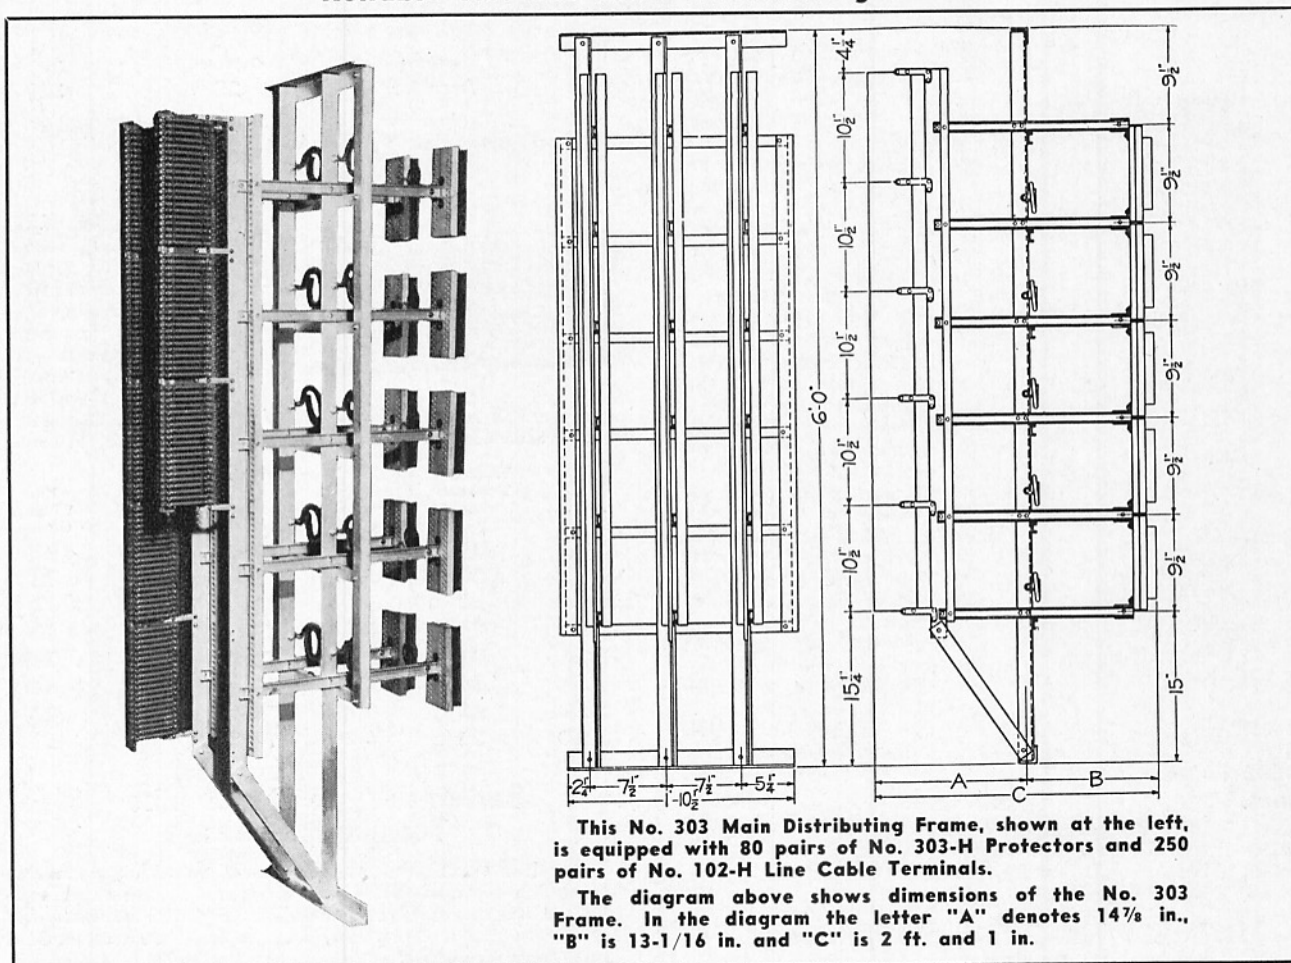 4¼"
10½"
10½"
10½"
10½"
10½"
15¼"
6'-0"
9½"
9½"
9½"
9½"
9½"
9½"
15"
2¼" 7½" 7½" 5¼"
1'-10½"
A B
C
This No. 303 Main Distributing Frame, shown at the left,
is equipped with 80 pairs of No. 303-H Protectors and 250
pairs of No. 102-H Line Cable Terminals.
The diagram above shows dimensions of the No. 303
Frame. In the diagram the letter "A" denotes 14⅞ in.,
"B" is 13-1/16 in. and "C" is 2 ft. and 1 in.